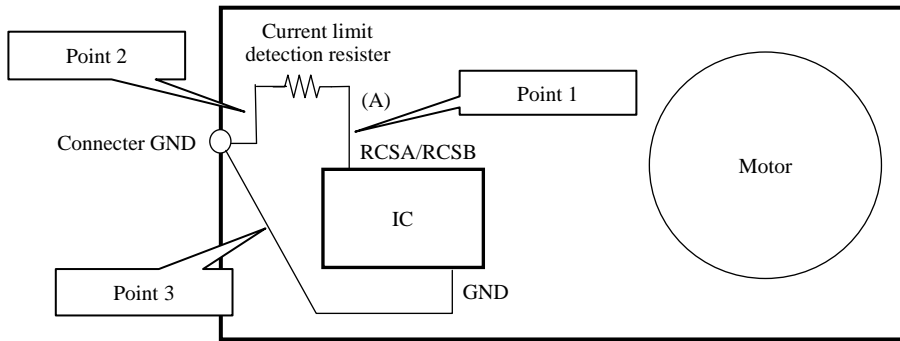 Current limit
detection resister
Point 2
(A)
Point 1
Connecter GND
RCSA/RCSB
Motor
IC
Point 3
GND